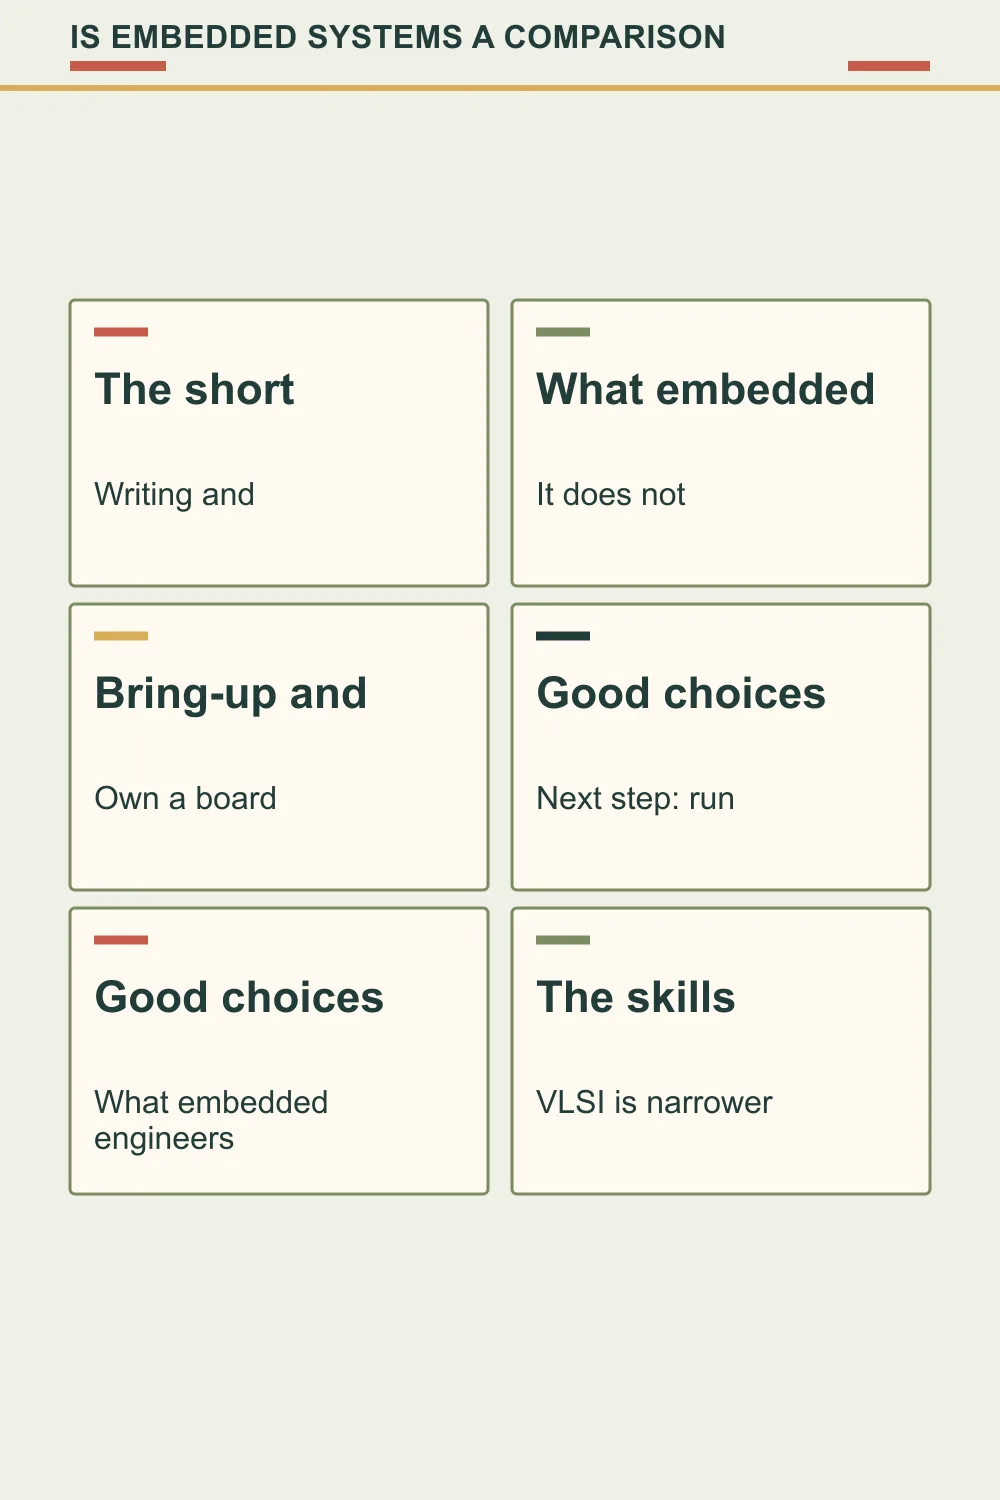 IS EMBEDDED SYSTEMS A COMPARISON
The short
Writing and
What embedded
It does not
Bring-up and
Own a board
Good choices
Next step: run
Good choices
What embedded
engineers
The skills
VLSI is narrower